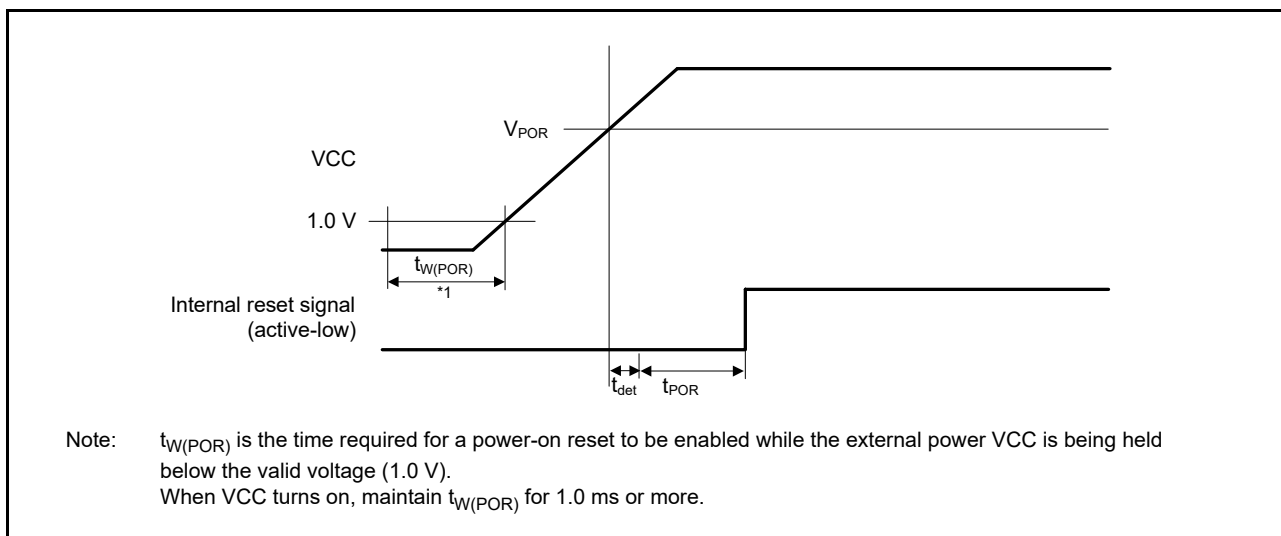 V_POR
VCC
1.0 V
t_W(POR)
*1
Internal reset signal
(active-low)
t_det t_POR
Note: t_W(POR) is the time required for a power-on reset to be enabled while the external power VCC is being held
below the valid voltage (1.0 V).
When VCC turns on, maintain t_W(POR) for 1.0 ms or more.